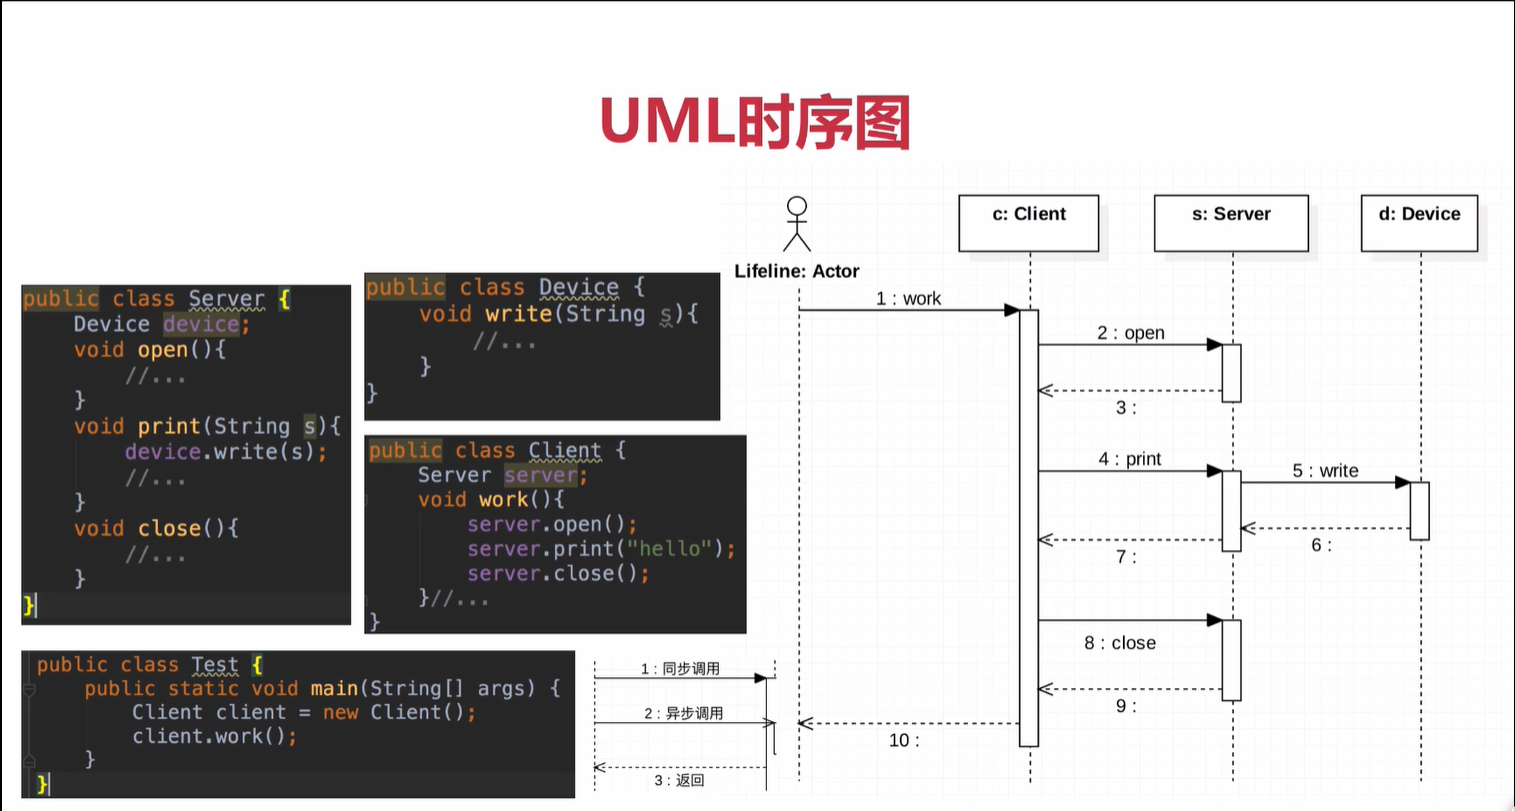 UML时序图
public class Server {
Device device;
void open(){
//...
}
void print(String s){
device.write(s);
//...
}
void close(){
//...
}
}
public class Device {
void write(String s){
//...
}
}
public class Client {
Server server;
void work(){
server.open();
server.print("hello");
server.close();
}//...
}
public class Test {
public static void main(String[] args) {
Client client = new Client();
client.work();
}
}
1 : 同步调用
2 : 异步调用
3 : 返回
Lifeline: Actor
c: Client
s: Server
d: Device
1 : work
2 : open
3 :
4 : print
5 : write
6 :
7 :
8 : close
9 :
10 :